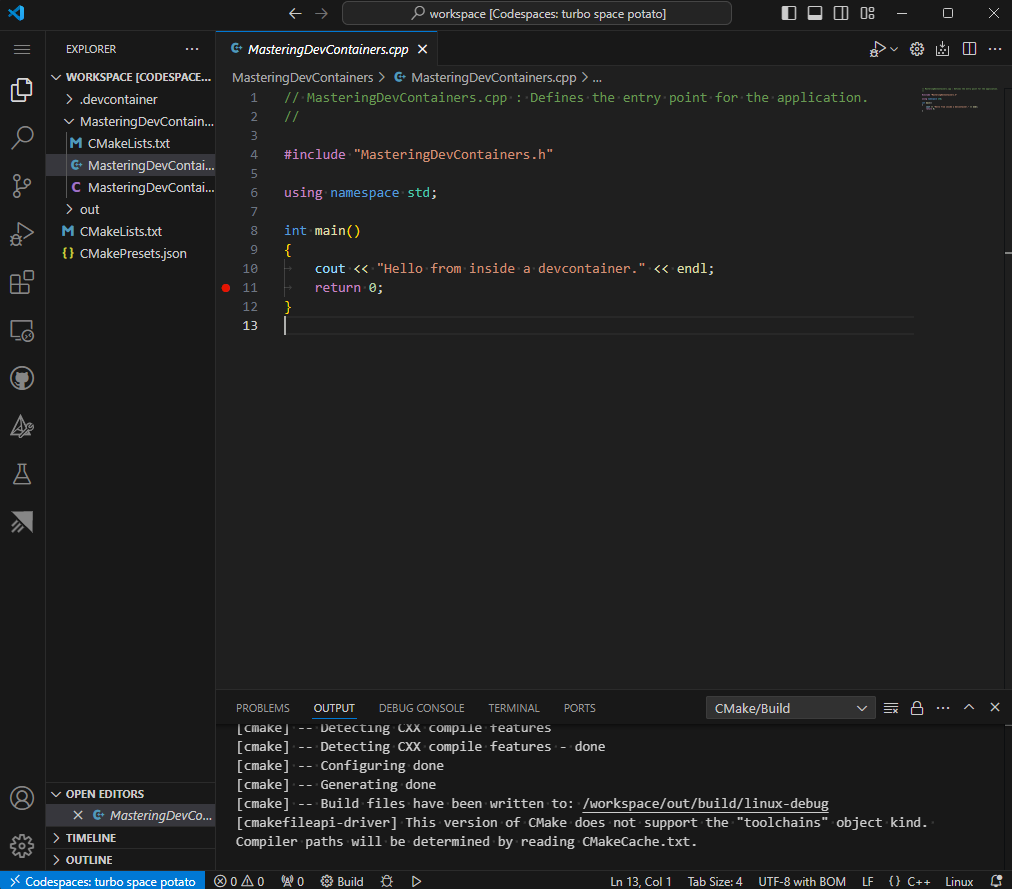 workspace [Codespaces: turbo space potato]
EXPLORER
MasteringDevContainers.cpp
WORKSPACE [CODESPACE...
MasteringDevContainers > MasteringDevContainers.cpp > ...
.devcontainer
MasteringDevContain...
CMakeLists.txt
MasteringDevContai...
MasteringDevContai...
out
CMakeLists.txt
CMakePresets.json
1 // MasteringDevContainers.cpp : Defines the entry point for the application.
2 //
3
4 #include "MasteringDevContainers.h"
5
6 using namespace std;
7
8 int main()
9 {
10 cout << "Hello from inside a devcontainer." << endl;
11 return 0;
12 }
13
PROBLEMS OUTPUT DEBUG CONSOLE TERMINAL PORTS CMake/Build
[cmake] -- Detecting CXX compile features
[cmake] -- Detecting CXX compile features - done
[cmake] -- Configuring done
[cmake] -- Generating done
[cmake] -- Build files have been written to: /workspace/out/build/linux-debug
[cmakefileapi-driver] This version of CMake does not support the "toolchains" object kind.
Compiler paths will be determined by reading CMakeCache.txt.
OPEN EDITORS
MasteringDevCo...
TIMELINE
OUTLINE
Codespaces: turbo space potato 0 0 0 Build Ln 13, Col 1 Tab Size: 4 UTF-8 with BOM LF {} C++ Linux